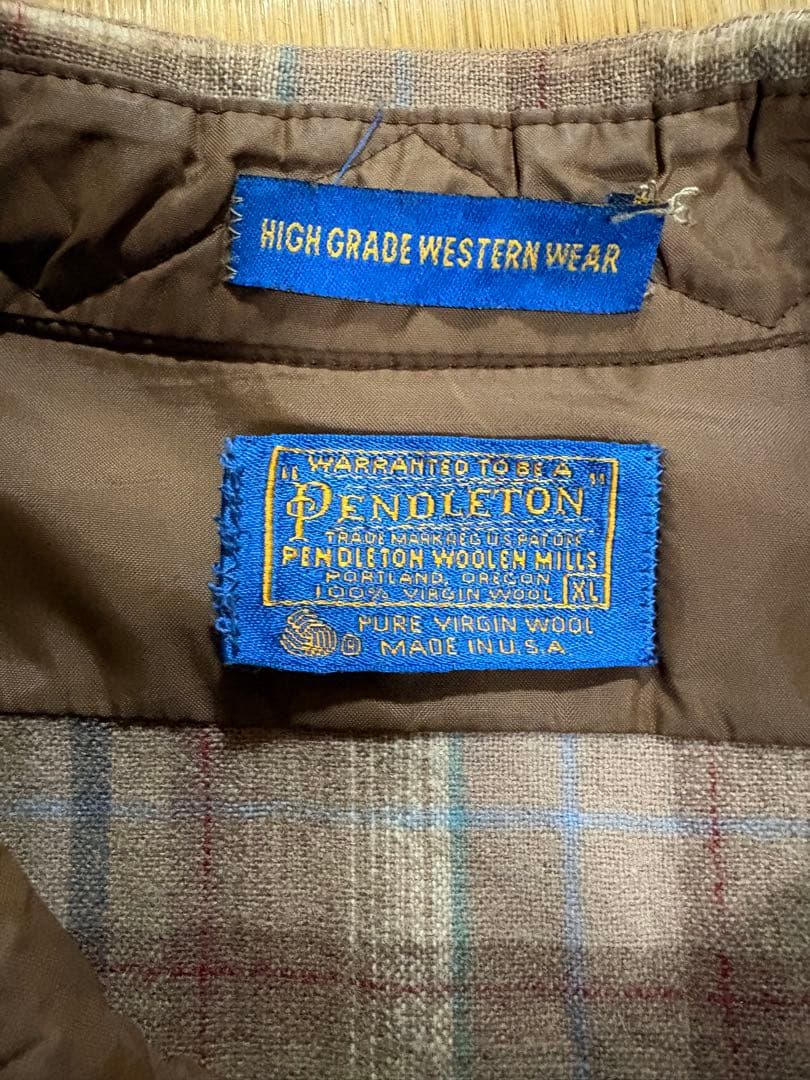 HIGH GRADE WESTERN WEAR
WARRANTED TO BE A
"PENDLETON"
TRADE MARK REG U S PAT OFF
PENDLETON WOOLEN MILLS
PORTLAND, OREGON
100% VIRGIN WOOL XL
PURE VIRGIN WOOL
® MADE IN U.S.A.